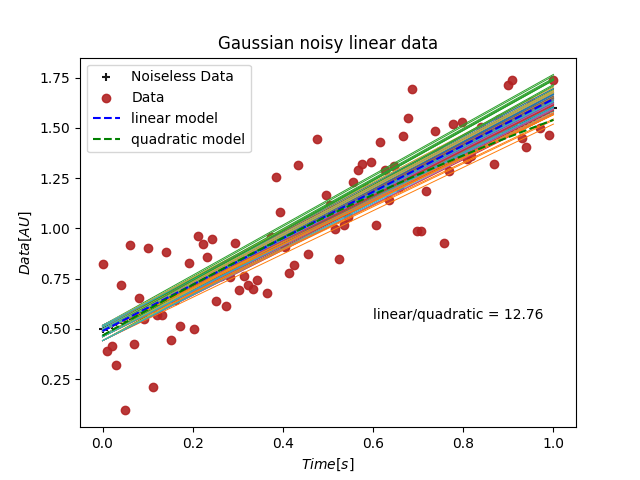 Gaussian noisy linear data
Noiseless Data
Data
linear model
quadratic model
1.75
1.50
1.25
1.00
0.75
0.50
0.25
Data[AU]
linear/quadratic = 12.76
0.0 0.2 0.4 0.6 0.8 1.0
Time[s]